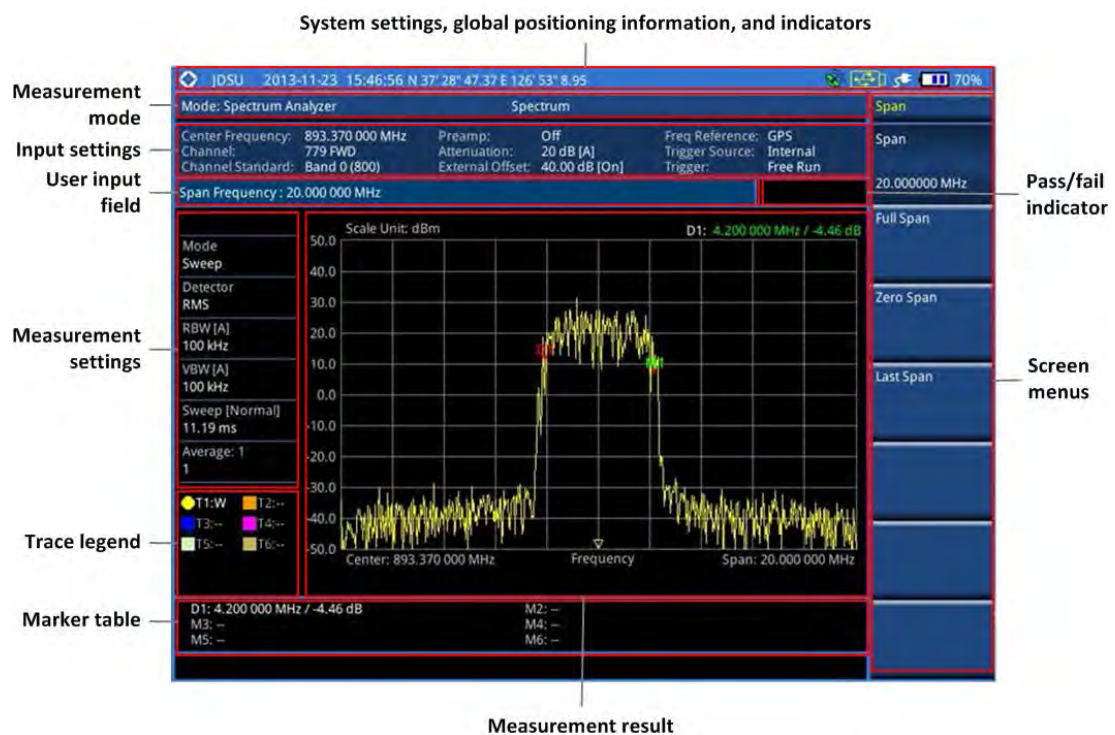 System settings, global positioning information, and indicators
JDSU 2013-11-23 15:46:56 N 37' 28" 47.37 E 126' 53" 8.95
70%
Measurement
mode
Mode: Spectrum Analyzer
Spectrum
Span
Input settings
Center Frequency: 893.370 000 MHz
Preamp: Off
Freq Reference: GPS
Channel: 779 FWD
Attenuation: 20 dB [A]
Trigger Source: Internal
Channel Standard: Band 0 (800)
External Offset: 40.00 dB [On]
Trigger: Free Run
Span
20.000000 MHz
User input
field
Span Frequency : 20.000 000 MHz
Pass/fail
indicator
Full Span
Zero Span
Last Span
Screen
menus
Measurement
settings
Mode
Sweep
Detector
RMS
RBW [A]
100 kHz
VBW [A]
100 kHz
Sweep [Normal]
11.19 ms
Average: 1
1
Scale Unit: dBm
D1: 4.200 000 MHz / -4.46 dB
50.0
40.0
30.0
20.0
10.0
0.0
-10.0
-20.0
-30.0
-40.0
-50.0
Center: 893.370 000 MHz
Frequency
Span: 20.000 000 MHz
Trace legend
T1:W
T2:--
T3:--
T4:--
T5:--
T6:--
Marker table
D1: 4.200 000 MHz / -4.46 dB
M2: --
M3: --
M4: --
M5: --
M6: --
Measurement result